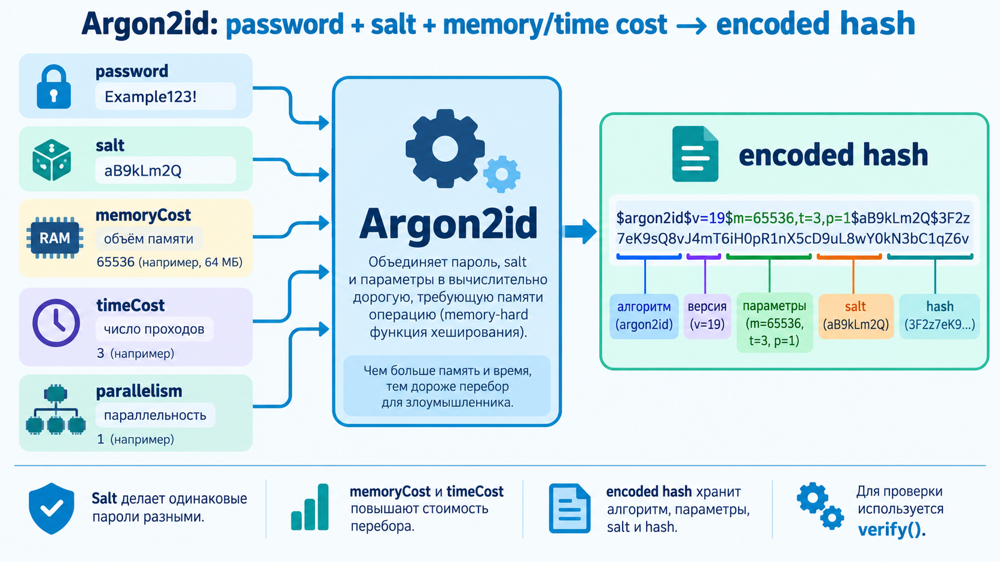 Argon2id: password + salt + memory/time cost → encoded hash
password
Example123!
salt
aB9kLm2Q
RAM
memoryCost
объём памяти
65536 (например, 64 МБ)
timeCost
число проходов
3 (например)
parallelism
параллельность
1 (например)
Argon2id
Объединяет пароль, salt
и параметры в вычислительно
дорогую, требующую памяти
операцию (memory-hard
функция хеширования).
Чем больше память и время,
тем дороже перебор
для злоумышленника.
encoded hash
$argon2id$v=19$m=65536,t=3,p=1$aB9kLm2Q$3F2z
7eK9sQ8vJ4mT6iH0pR1nX5cD9uL8wY0kN3bC1qZ6v
алгоритм
(argon2id)
версия
(v=19)
параметры
(m=65536,
t=3, p=1)
salt
(aB9kLm2Q)
hash
(3F2z7eK9...)
Salt делает одинаковые
пароли разными.
memoryCost и timeCost
повышают стоимость
перебора.
encoded hash хранит
алгоритм, параметры,
salt и hash.
Для проверки
используется
verify().